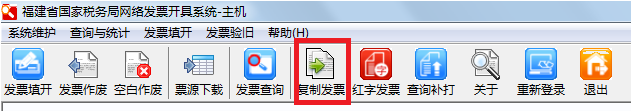 福建省国家税务局网络发票开具系统-主机
系统维护 查询与统计 发票填开 发票验旧 帮助(H)
发票填开 发票作废 空白作废 票源下载 发票查询 复制发票 红字发票 查询补打 关于 重新登录 退出